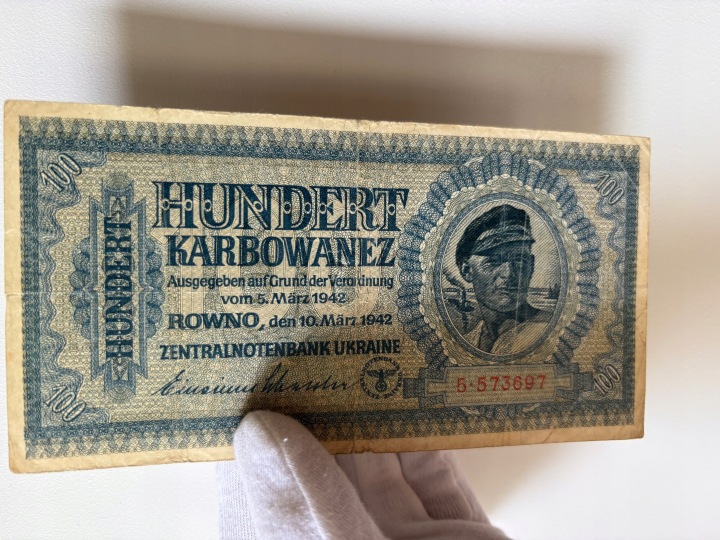 100
100
HUNDERT
KARBOWANEZ
Ausgegeben auf Grund der Verordnung
vom 5. März 1942
ROWNO, den 10. März 1942
ZENTRALNOTENBANK UKRAINE
HUNDERT
5·573697
100
100